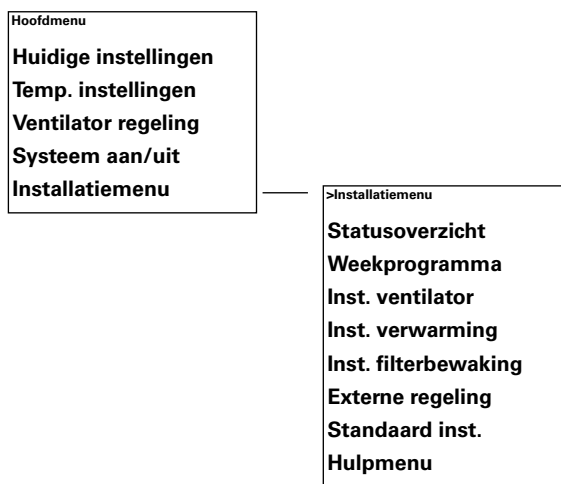 Hoofdmenu
Huidige instellingen
Temp. instellingen
Ventilator regeling
Systeem aan/uit
Installatiemenu
>Installatiemenu
Statusoverzicht
Weekprogramma
Inst. ventilator
Inst. verwarming
Inst. filterbewaking
Externe regeling
Standaard inst.
Hulpmenu